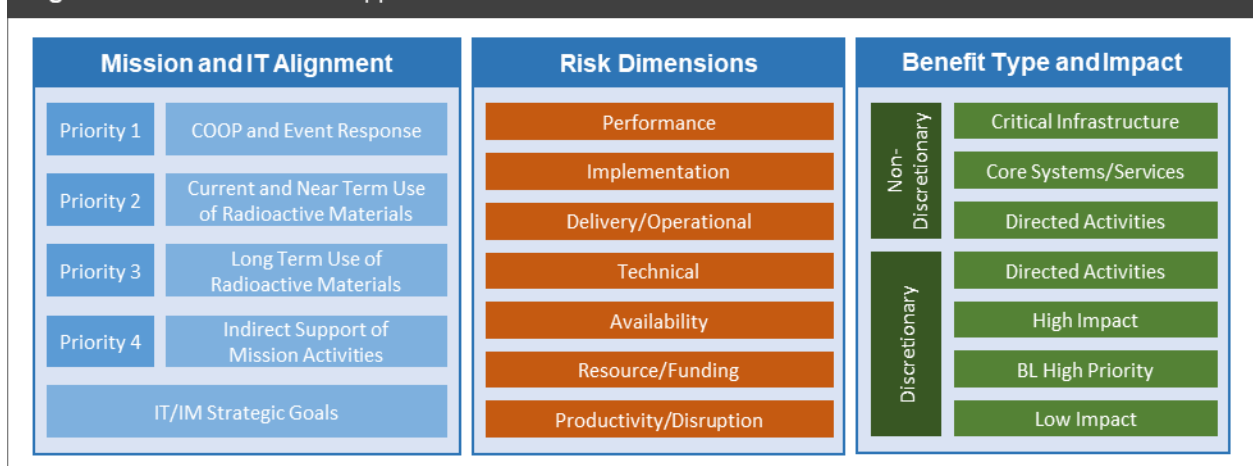 Mission and IT Alignment
Priority 1
COOP and Event Response
Priority 2
Current and Near Term Use
of Radioactive Materials
Priority 3
Long Term Use of
Radioactive Materials
Priority 4
Indirect Support of
Mission Activities
IT/IM Strategic Goals
Risk Dimensions
Performance
Implementation
Delivery/Operational
Technical
Availability
Resource/Funding
Productivity/Disruption
Benefit Type and Impact
Non-
Discretionary
Critical Infrastructure
Core Systems/Services
Directed Activities
Discretionary
Directed Activities
High Impact
BL High Priority
Low Impact